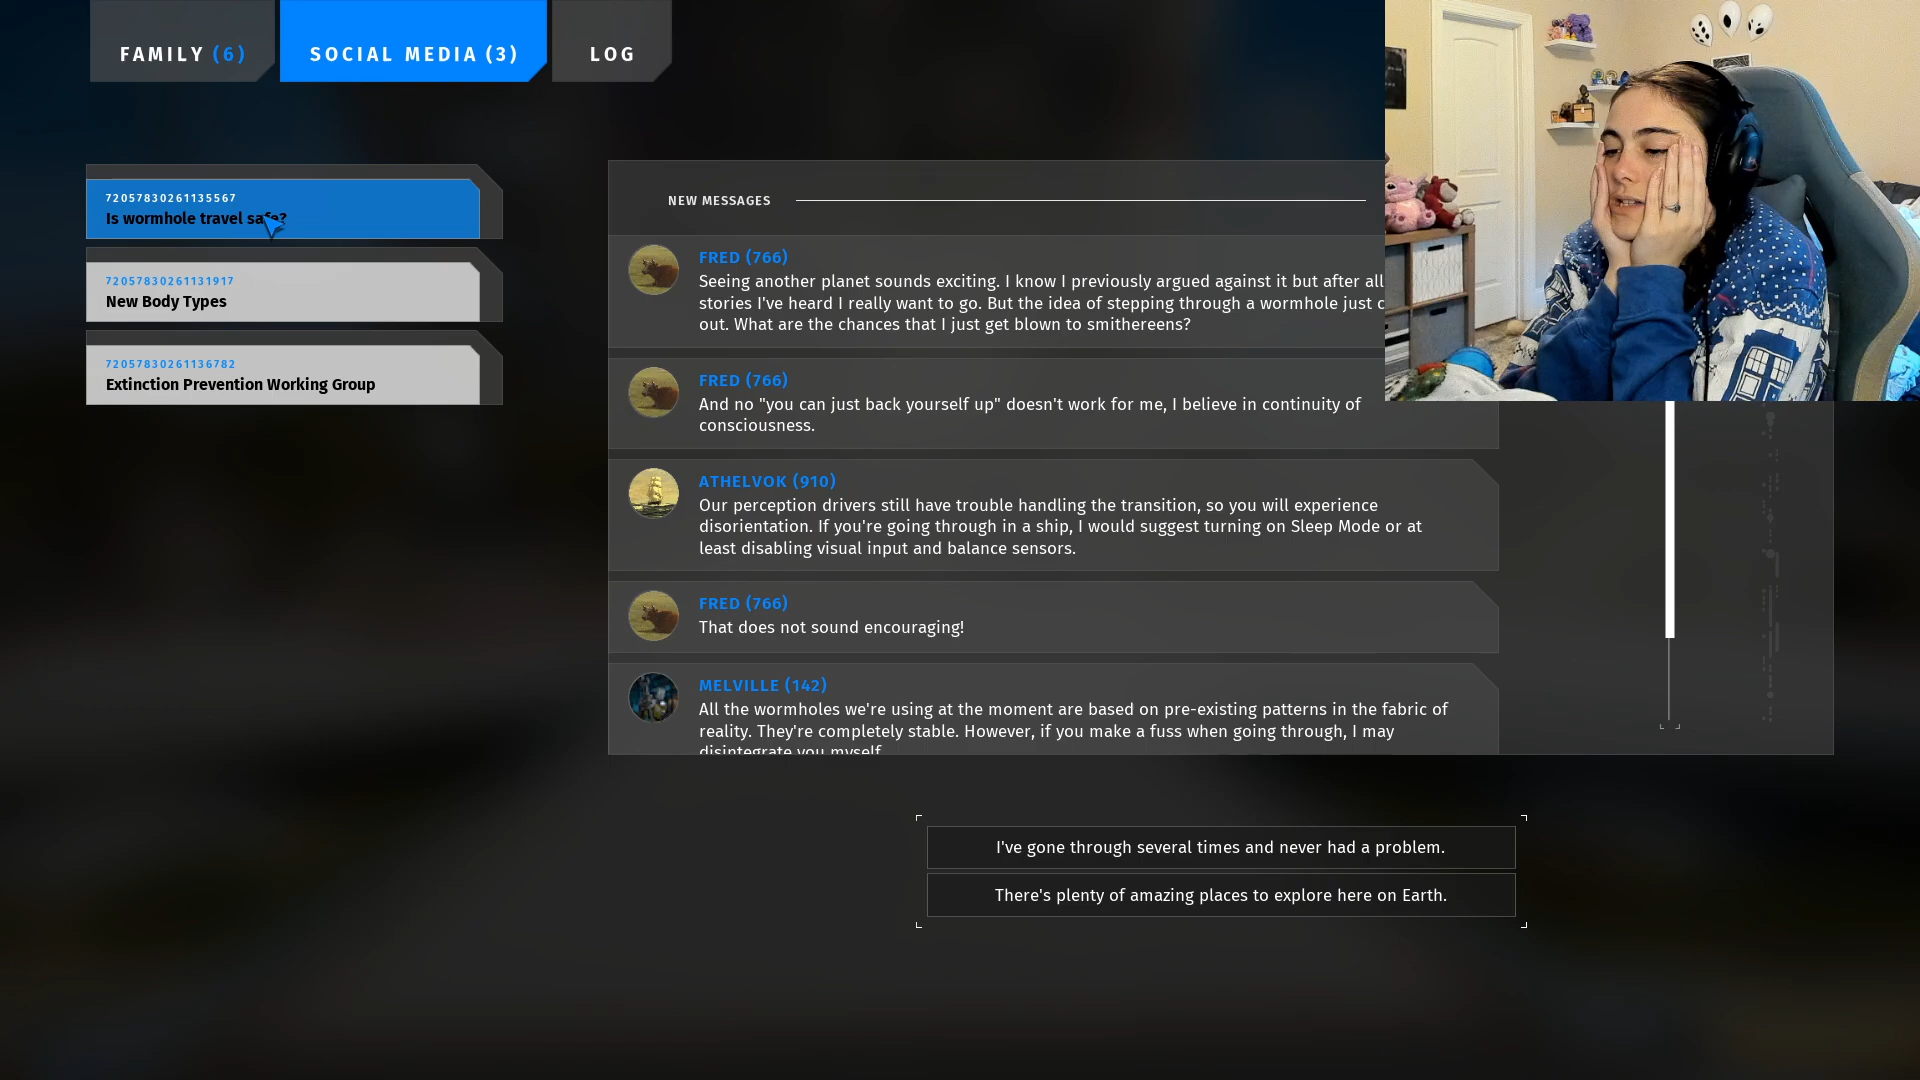 FAMILY (6)
SOCIAL MEDIA (3)
LOG
72057830261135567
Is wormhole travel safe?
72057830261131917
New Body Types
72057830261136782
Extinction Prevention Working Group
NEW MESSAGES
FRED (766)
Seeing another planet sounds exciting. I know I previously argued against it but after all
stories I've heard I really want to go. But the idea of stepping through a wormhole just
out. What are the chances that I just get blown to smithereens?
FRED (766)
And no "you can just back yourself up" doesn't work for me, I believe in continuity of
consciousness.
ATHELVOK (910)
Our perception drivers still have trouble handling the transition, so you will experience
disorientation. If you're going through in a ship, I would suggest turning on Sleep Mode or at
least disabling visual input and balance sensors.
FRED (766)
That does not sound encouraging!
MELVILLE (142)
All the wormholes we're using at the moment are based on pre-existing patterns in the fabric of
reality. They're completely stable. However, if you make a fuss when going through, I may
disintegrate you myself.
I've gone through several times and never had a problem.
There's plenty of amazing places to explore here on Earth.